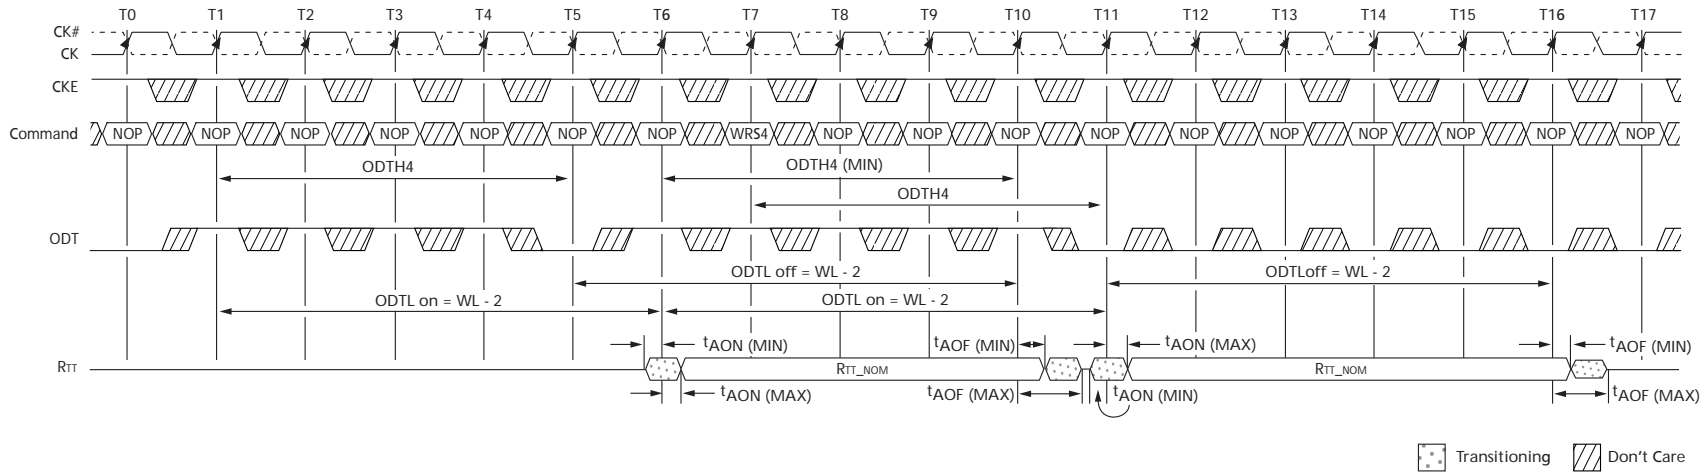 T0 T1 T2 T3 T4 T5 T6 T7 T8 T9 T10 T11 T12 T13 T14 T15 T16 T17
CK#
CK
CKE
Command NOP NOP NOP NOP NOP NOP NOP WRS4 NOP NOP NOP NOP NOP NOP NOP NOP NOP NOP
ODTH4 ODTH4 (MIN)
ODTH4
ODT
ODTL off = WL - 2 ODTLoff = WL - 2
ODTL on = WL - 2 ODTL on = WL - 2
tAON (MIN) tAOF (MIN) tAON (MAX) tAOF (MIN)
RTT RTT_NOM RTT_NOM
tAON (MAX) tAOF (MAX) tAON (MIN) tAOF (MAX)
Transitioning Don't Care